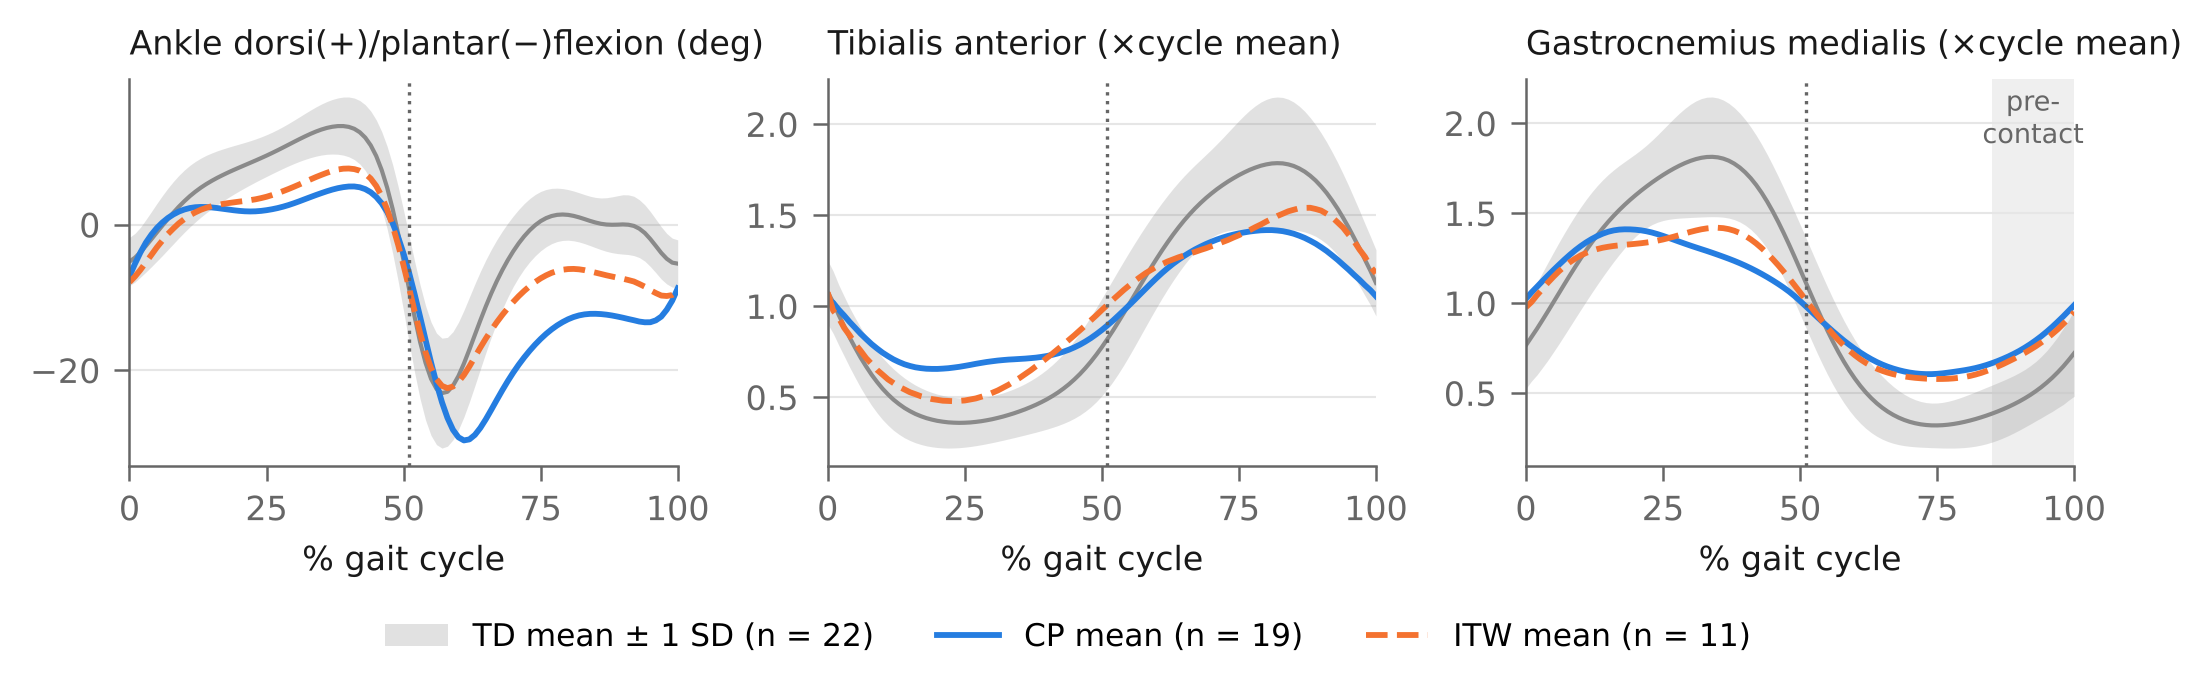 Ankle dorsi(+)/plantar(−)flexion (deg)
0
−20
0 25 50 75 100
% gait cycle
Tibialis anterior (×cycle mean)
2.0
1.5
1.0
0.5
0 25 50 75 100
% gait cycle
Gastrocnemius medialis (×cycle mean)
pre-
contact
2.0
1.5
1.0
0.5
0 25 50 75 100
% gait cycle
TD mean ± 1 SD (n = 22) CP mean (n = 19) ITW mean (n = 11)